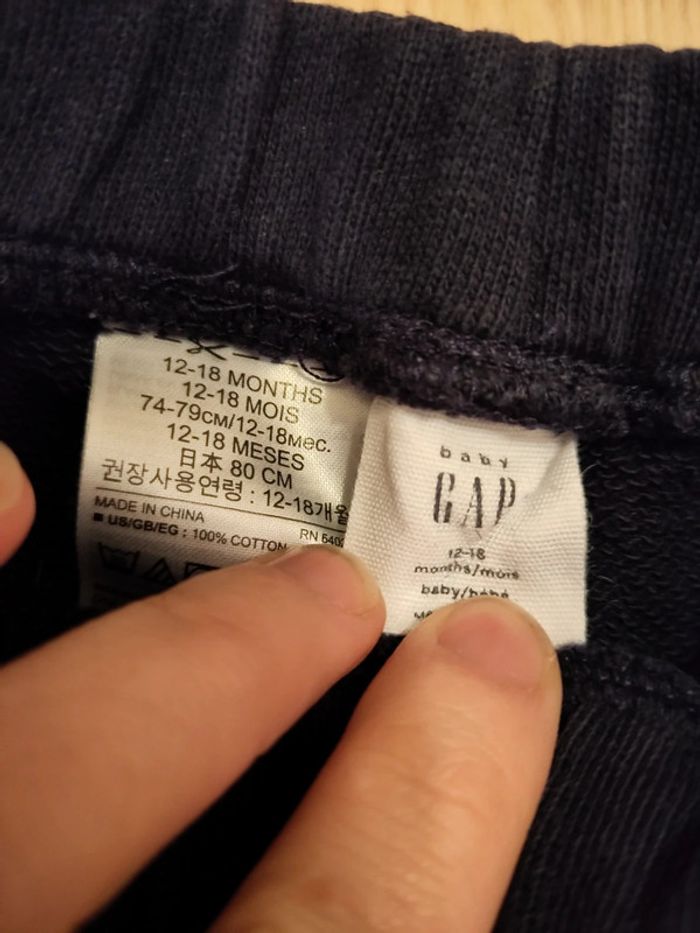 12-18 MONTHS
12-18 MOIS
74-79см/12-18мес.
12-18 MESES
日本 80 CM
권장사용연령 : 12-18개월
MADE IN CHINA
■ US/GB/EG : 100% COTTON
RN 5402
baby
GAP
12-18
months/mois
baby/bébé